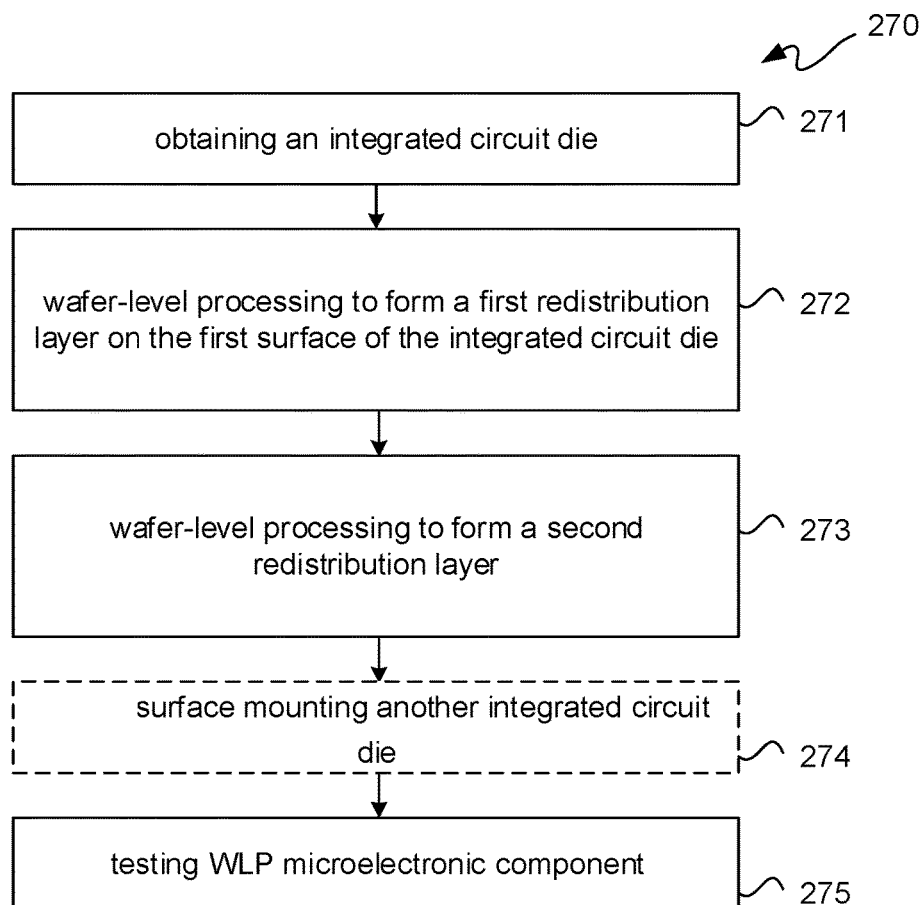 270
obtaining an integrated circuit die
271
wafer-level processing to form a first redistribution
layer on the first surface of the integrated circuit die
272
wafer-level processing to form a second
redistribution layer
273
surface mounting another integrated circuit
die
274
testing WLP microelectronic component
275